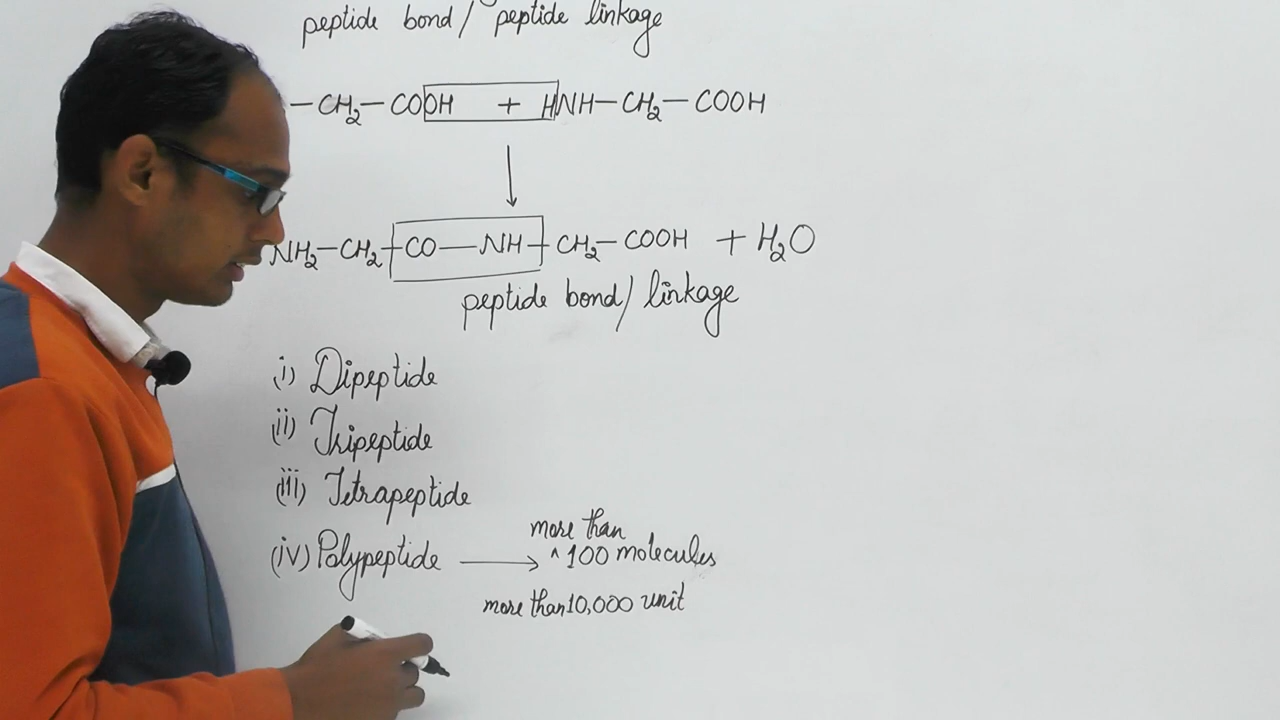 peptide bond/ peptide linkage
—CH₂—COOH + HNH—CH₂—COOH
NH₂—CH₂—CO—NH—CH₂—COOH + H₂O
peptide bond/ linkage
i) Dipeptide
(ii) Tripeptide
(iii) Tetrapeptide
more than
(iv) Polypeptide ⟶ ^100 molecules
more than 10,000 unit